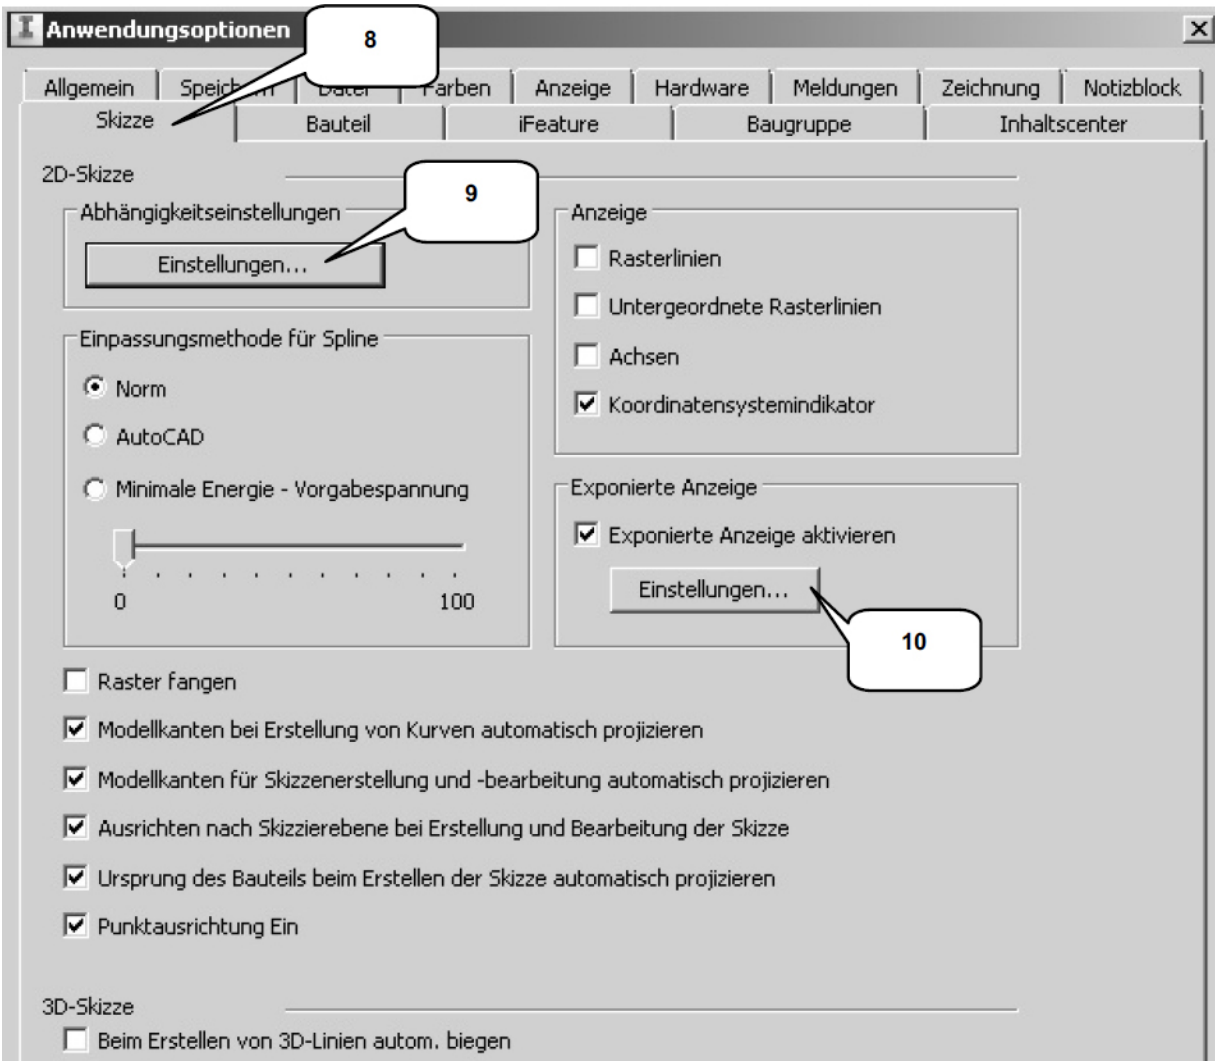 Anwendungsoptionen
8
Allgemein Farben Anzeige Hardware Meldungen Zeichnung Notizblock
Skizze Bauteil iFeature Baugruppe Inhaltscenter
2D-Skizze
9
Abhängigkeitseinstellungen
Einstellungen...
Anzeige
Rasterlinien
Untergeordnete Rasterlinien
Achsen
Koordinatensystemindikator
Einpassungsmethode für Spline
Norm
AutoCAD
Minimale Energie - Vorgabespannung
0 100
Exponierte Anzeige
Exponierte Anzeige aktivieren
Einstellungen...
10
Raster fangen
Modellkanten bei Erstellung von Kurven automatisch projizieren
Modellkanten für Skizzenerstellung und -bearbeitung automatisch projizieren
Ausrichten nach Skizzierebene bei Erstellung und Bearbeitung der Skizze
Ursprung des Bauteils beim Erstellen der Skizze automatisch projizieren
Punktausrichtung Ein
3D-Skizze
Beim Erstellen von 3D-Linien autom. biegen